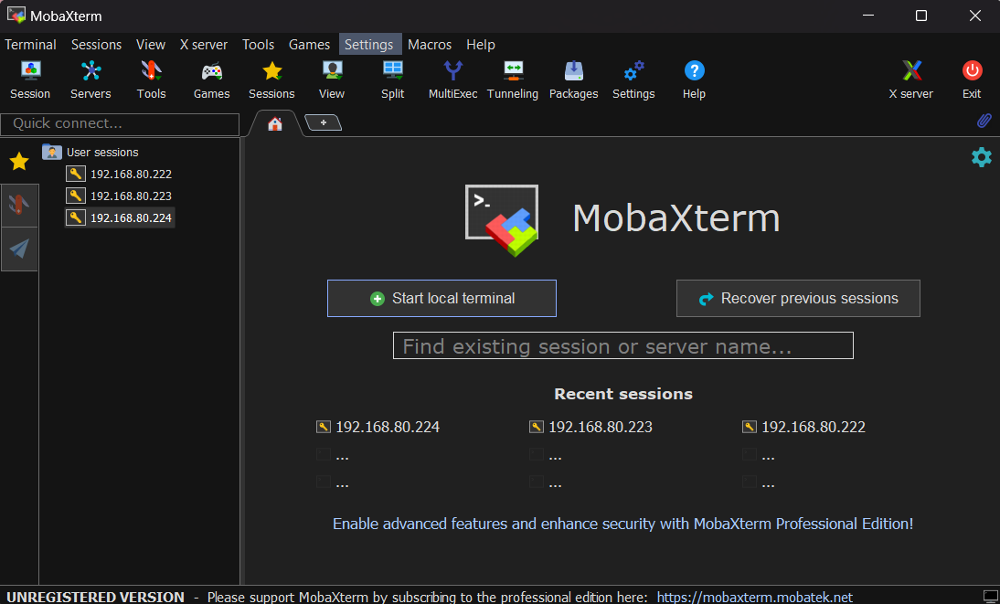 MobaXterm
Terminal Sessions View X server Tools Games Settings Macros Help
Session Servers Tools Games Sessions View Split MultiExec Tunneling Packages Settings Help X server Exit
Quick connect...
User sessions
192.168.80.222
192.168.80.223
192.168.80.224
>_.
MobaXterm
Start local terminal
Recover previous sessions
Find existing session or server name...
Recent sessions
192.168.80.224 192.168.80.223 192.168.80.222
... ... ...
... ... ...
Enable advanced features and enhance security with MobaXterm Professional Edition!
UNREGISTERED VERSION - Please support MobaXterm by subscribing to the professional edition here: https://mobaxterm.mobatek.net